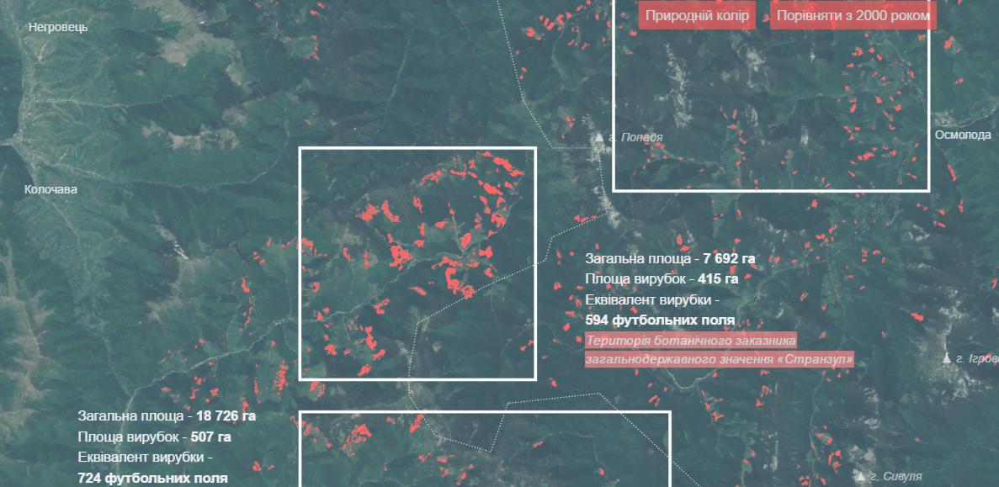 Природній колір
Порівняти з 2000 роком
Негровець
г. Попадя
Осмолода
Колочава
Загальна площа - 7 692 га
Площа вирубок - 415 га
Еквівалент вирубки -
594 футбольних поля
Територія ботанічного заказника
загальнодержавного значення «Странзул»
г. Ігров
Загальна площа - 18 726 га
Площа вирубок - 507 га
Еквівалент вирубки -
724 футбольних поля
г. Сивуля